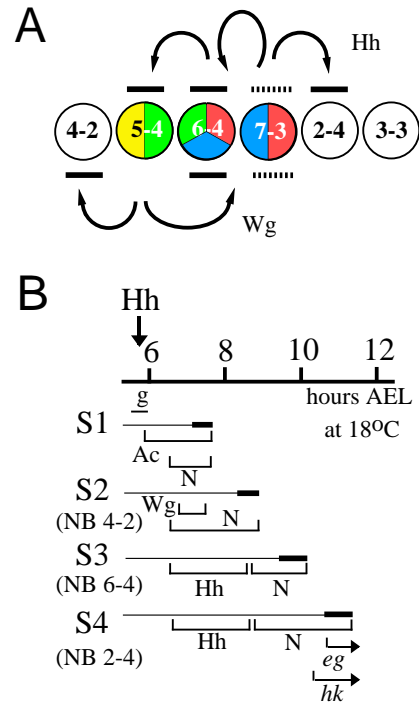 A
Hh
4-2 5-4 6-4 7-3 2-4 3-3
Wg
B
Hh
6 8 10 12
g
hours AEL
S1
at 18°C
Ac
N
S2
Wg
N
(NB 4-2)
S3
(NB 6-4)
Hh N
S4
(NB 2-4)
Hh N
eg
hk